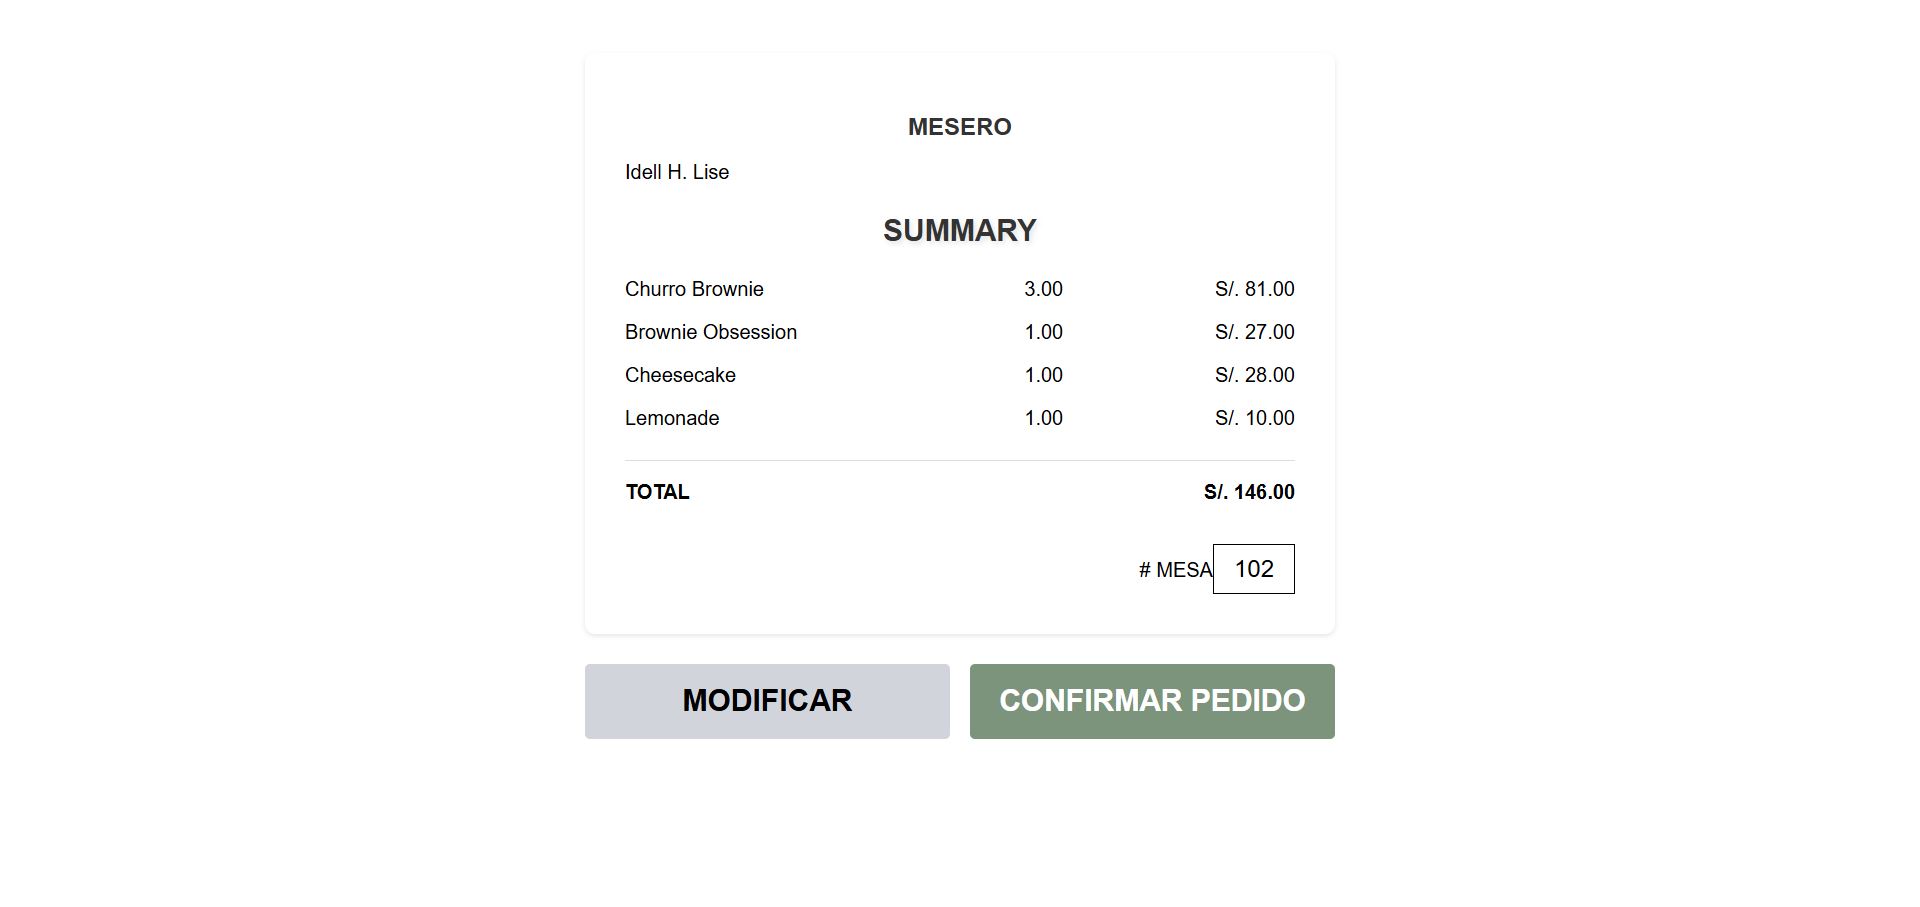 MESERO
Idell H. Lise
SUMMARY
Churro Brownie 3.00 S/. 81.00
Brownie Obsession 1.00 S/. 27.00
Cheesecake 1.00 S/. 28.00
Lemonade 1.00 S/. 10.00
TOTAL S/. 146.00
# MESA 102
MODIFICAR CONFIRMAR PEDIDO